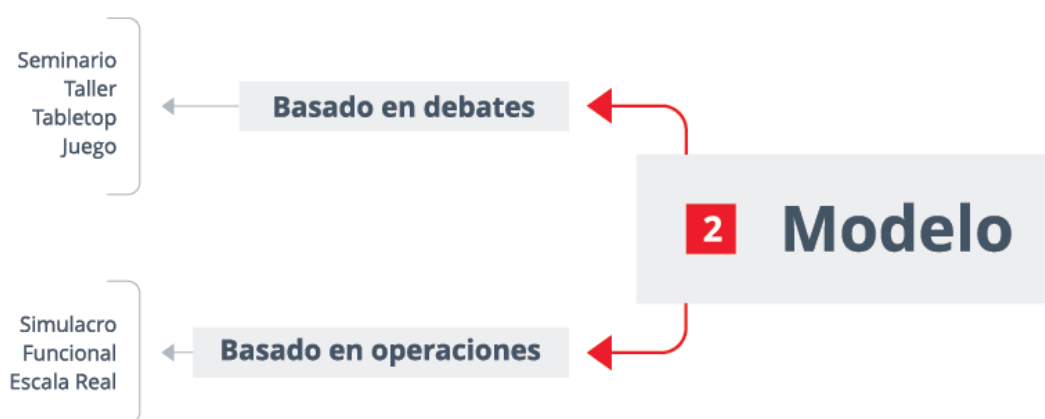 Seminario
Taller
Tabletop
Juego
Basado en debates
2 Modelo
Simulacro
Funcional
Escala Real
Basado en operaciones